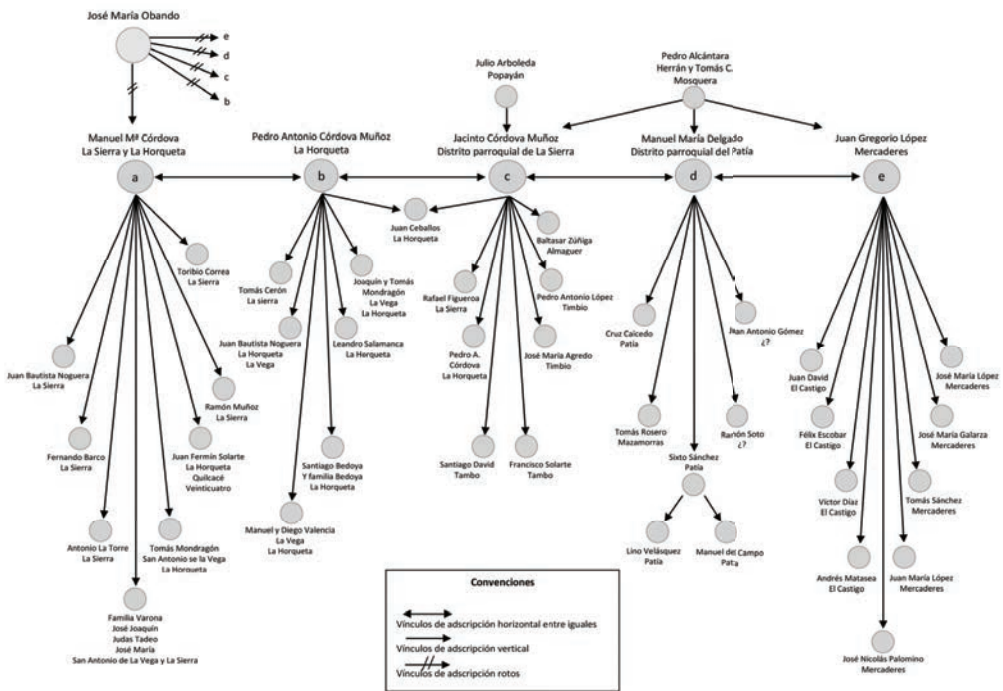 José María Obando
e
d
c
b
Julio Arboleda
Popayán
Pedro Alcántara
Herrán y Tomás C.
Mosquera
Manuel Mª Córdova
La Sierra y La Horqueta
a
Pedro Antonio Córdova Muñoz
La Horqueta
b
Jacinto Córdova Muñoz
Distrito parroquial de La Sierra
c
Manuel María Delgado
Distrito parroquial del Patía
d
Juan Gregorio López
Mercaderes
e
Toribio Correa
La Sierra
Juan Bautista Noguera
La Sierra
Ramón Muñoz
La Sierra
Fernando Barco
La Sierra
Juan Fermín Solarte
La Horqueta
Quilcacé
Veinticuatro
Antonio La Torre
La Sierra
Tomás Mondragón
San Antonio se la Vega
La Horqueta
Familia Varona
José Joaquín
Judas Tadeo
José María
San Antonio de La Vega y La Sierra
Juan Ceballos
La Horqueta
Tomás Cerón
La sierra
Joaquín y Tomás
Mondragón
La Vega
La Horqueta
Juan Bautista Noguera
La Horqueta
La Vega
Leandro Salamanca
La Horqueta
Santiago Bedoya
Y familia Bedoya
La Horqueta
Manuel y Diego Valencia
La Vega
La Horqueta
Baltasar Zúñiga
Almaguer
Rafael Figueroa
La Sierra
Pedro Antonio López
Timbio
Pedro A.
Córdova
La Horqueta
José María Agredo
Timbio
Santiago David
Tambo
Francisco Solarte
Tambo
Cruz Caicedo
Patía
Juan Antonio Gómez
¿?
Tomás Rosero
Mazamorras
Ramón Soto
¿?
Sixto Sánchez
Patía
Lino Velásquez
Patía
Manuel del Campo
Patía
Juan David
El Castigo
José María López
Mercaderes
Félix Escobar
El Castigo
José María Galarza
Mercaderes
Víctor Díaz
El Castigo
Tomás Sánchez
Mercaderes
Andrés Matasea
El Castigo
Juan María López
Mercaderes
José Nicolás Palomino
Mercaderes
Convenciones
Vínculos de adscripción horizontal entre iguales
Vínculos de adscripción vertical
Vínculos de adscripción rotos